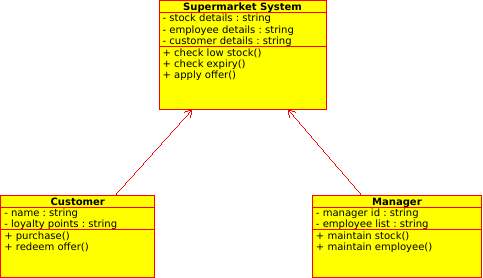 Supermarket System
- stock details : string
- employee details : string
- customer details : string
+ check low stock()
+ check expiry()
+ apply offer()
Customer
- name : string
- loyalty points : string
+ purchase()
+ redeem offer()
Manager
- manager id : string
- employee list : string
+ maintain stock()
+ maintain employee()